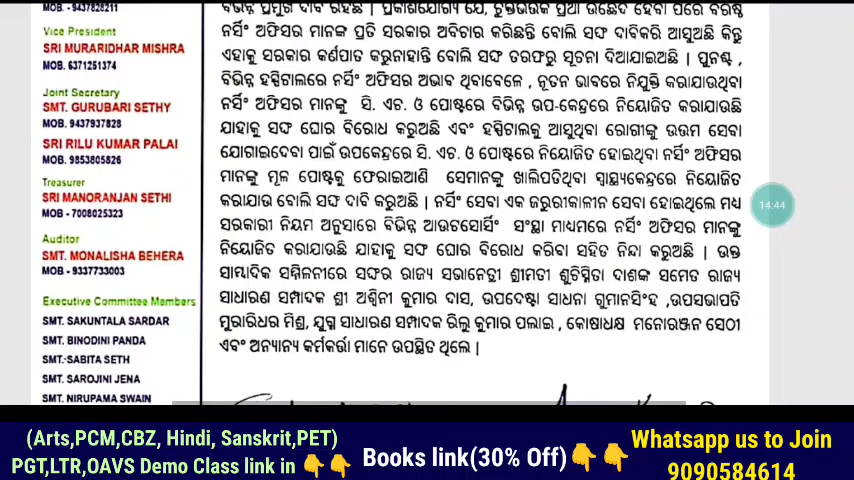 MOB. - 9437828211
Vice President
SRI MURARIDHAR MISHRA
MOB. 6371251374
Joint Secretary
SMT. GURUBARI SETHY
MOB. 9437937828
SRI RILU KUMAR PALAI
MOB. 9853805826
Treasurer
SRI MANORANJAN SETHI
MOB - 7008025323
Auditor
SMT. MONALISHA BEHERA
MOB - 9337733003
Executive Committee Members
SMT. SAKUNTALA SARDAR
SMT. BINODINI PANDA
SMT.-SABITA SETH
SMT. SAROJINI JENA
SMT. NIRUPAMA SWAIN
ବିଭିନ୍ନ ପ୍ରମୁଖ ଦାବି ରହିଛି | ପ୍ରକାଶଯୋଗ୍ୟ ଯେ, ଚୁକ୍ତିଭିତ୍ତିକ ପ୍ରଥା ଉଚ୍ଛେଦ ହେବା ପରେ ବରିଷ୍ଠ
ନର୍ସିଂ ଅଫିସର ମାନଙ୍କ ପ୍ରତି ସରକାର ଅବିଚାର କରିଛନ୍ତି ବୋଲି ସଙ୍ଘ ଦାବିକରି ଆସୁଅଛି କିନ୍ତୁ
ଏହାକୁ ସରକାର କର୍ଣପାତ କରୁନାହାନ୍ତି ବୋଲି ସଙ୍ଘ ତରଫରୁ ସୂଚନା ଦିଆଯାଇଅଛି | ପୁନଶ୍ଚ ,
ବିଭିନ୍ନ ହସ୍ପିଟାଲରେ ନର୍ସିଂ ଅଫିସର ଅଭାବ ଥିବାବେଳେ , ନୂତନ ଭାବରେ ନିଯୁକ୍ତି କରାଯାଉଥିବା
ନର୍ସିଂ ଅଫିସର ମାନଙ୍କୁ ସି. ଏଚ. ଓ ପୋଷ୍ଟରେ ବିଭିନ୍ନ ଉପ-କେନ୍ଦ୍ରରେ ନିୟୋଜିତ କରାଯାଉଛି
ଯାହାକୁ ସଙ୍ଘ ଘୋର ବିରୋଧ କରୁଅଛି ଏବଂ ହସ୍ପିଟାଲକୁ ଆସୁଥିବା ରୋଗୀଙ୍କୁ ଉତ୍ତମ ସେବା
ଯୋଗାଇଦେବା ପାଇଁ ଉପକେନ୍ଦ୍ରରେ ସି. ଏଚ. ଓ ପୋଷ୍ଟରେ ନିୟୋଜିତ ହୋଇଥିବା ନର୍ସିଂ ଅଫିସର
ମାନଙ୍କୁ ମୂଳ ପୋଷ୍ଟକୁ ଫେରାଇଆଣି ସେମାନଙ୍କୁ ଖାଲିପଡିଥିବା ସ୍ୱାସ୍ଥ୍ୟକେନ୍ଦ୍ରରେ ନିୟୋଜିତ
କରାଯାଉ ବୋଲି ସଙ୍ଘ ଦାବି କରୁଅଛି | ନର୍ସିଂ ସେବା ଏକ ଜରୁରୀକାଳୀନ ସେବା ହୋଇଥିଲେ ମଧ୍ୟ
ସରକାରୀ ନିୟମ ଅନୁସାରେ ବିଭିନ୍ନ ଆଉଟସୋର୍ସିଂ ସଂସ୍ଥା ମାଧ୍ୟମରେ ନର୍ସିଂ ଅଫିସର ମାନଙ୍କୁ
ନିୟୋଜିତ କରାଯାଉଛି ଯାହାକୁ ସଙ୍ଘ ଘୋର ବିରୋଧ କରିବା ସହିତ ନିନ୍ଦା କରୁଅଛି | ଉକ୍ତ
ସାମ୍ବାଦିକ ସମ୍ମିଳନୀରେ ସଙ୍ଘର ରାଜ୍ୟ ସଭାନେତ୍ରୀ ଶ୍ରୀମତୀ ଶୁଚିସ୍ମିତା ଦାଶଙ୍କ ସମେତ ରାଜ୍ୟ
ସାଧାରଣ ସମ୍ପାଦକ ଶ୍ରୀ ଅଶ୍ୱିନୀ କୁମାର ଦାସ, ଉପଦେଷ୍ଟା ସାଧନା ଗୁମାନସିଂହ ,ଉପସଭାପତି
ମୁରାରିଧର ମିଶ୍ର, ଯୁଗ୍ମ ସାଧାରଣ ସମ୍ପାଦକ ରିଲୁ କୁମାର ପଲାଇ , କୋଷାଧକ୍ଷ ମନୋରଞ୍ଜନ ସେଠୀ
ଏବଂ ଅନ୍ୟାନ୍ୟ କର୍ମକର୍ତ୍ତା ମାନେ ଉପସ୍ଥିତ ଥିଲେ |
14:44
(Arts,PCM,CBZ, Hindi, Sanskrit,PET)
PGT,LTR,OAVS Demo Class link in 👇👇
Books link(30% Off)👇👇
Whatsapp us to Join
9090584614